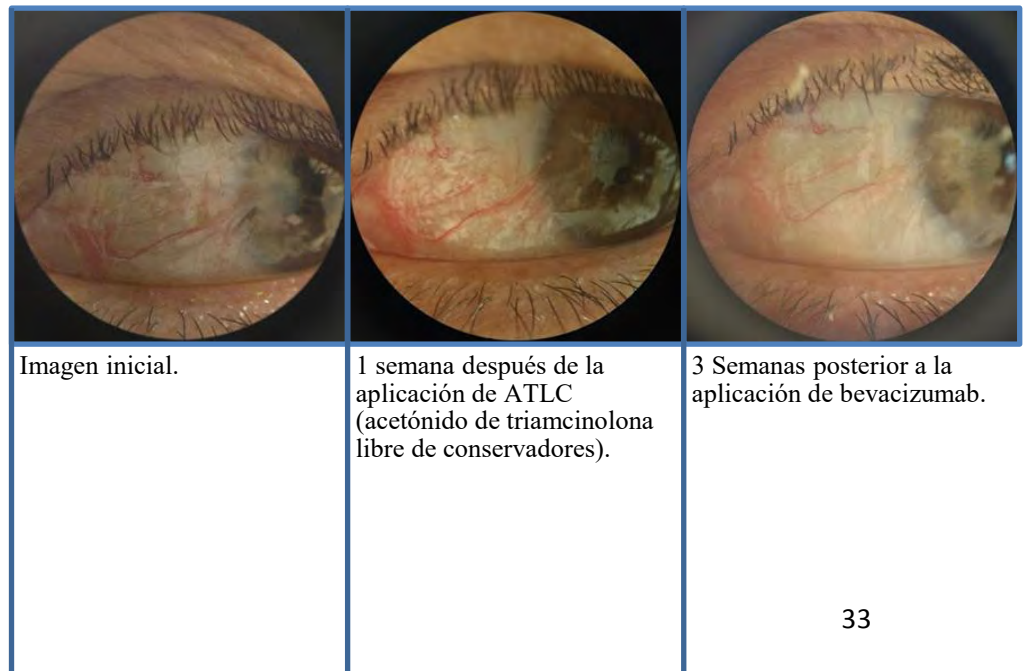 Imagen inicial.
1 semana después de la
aplicación de ATLC
(acetónido de triamcinolona
libre de conservadores).
3 Semanas posterior a la
aplicación de bevacizumab.
33